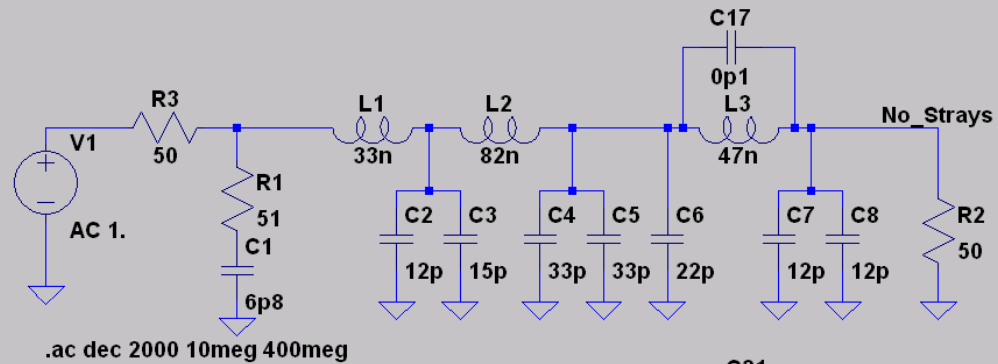 C17
0p1
R3
L1
L2
L3
No_Strays
V1
50
33n
82n
47n
R1
51
AC 1.
C1
6p8
C2
C3
C4
C5
C6
C7
C8
R2
50
12p
15p
33p
33p
22p
12p
12p
.ac dec 2000 10meg 400meg